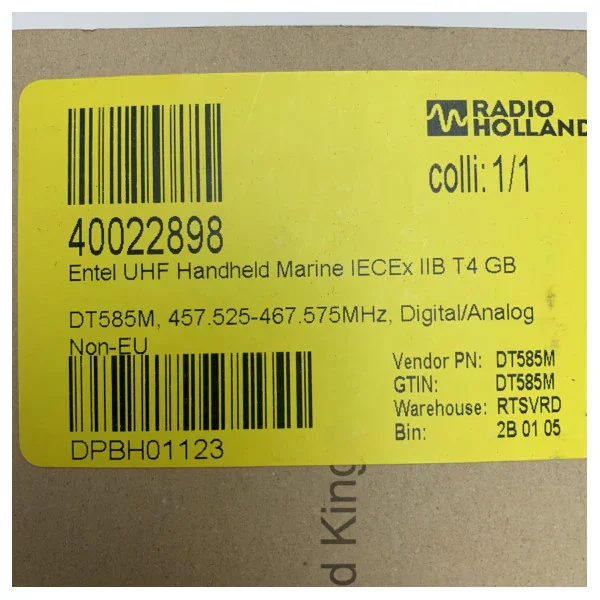 RADIO
HOLLAND
colli: 1/1
40022898
Entel UHF Handheld Marine IECEx IIB T4 GB
DT585M, 457.525-467.575MHz, Digital/Analog
Non-EU
Vendor PN: DT585M
GTIN: DT585M
Warehouse: RTSVRD
Bin: 2B 01 05
DPBH01123
d King